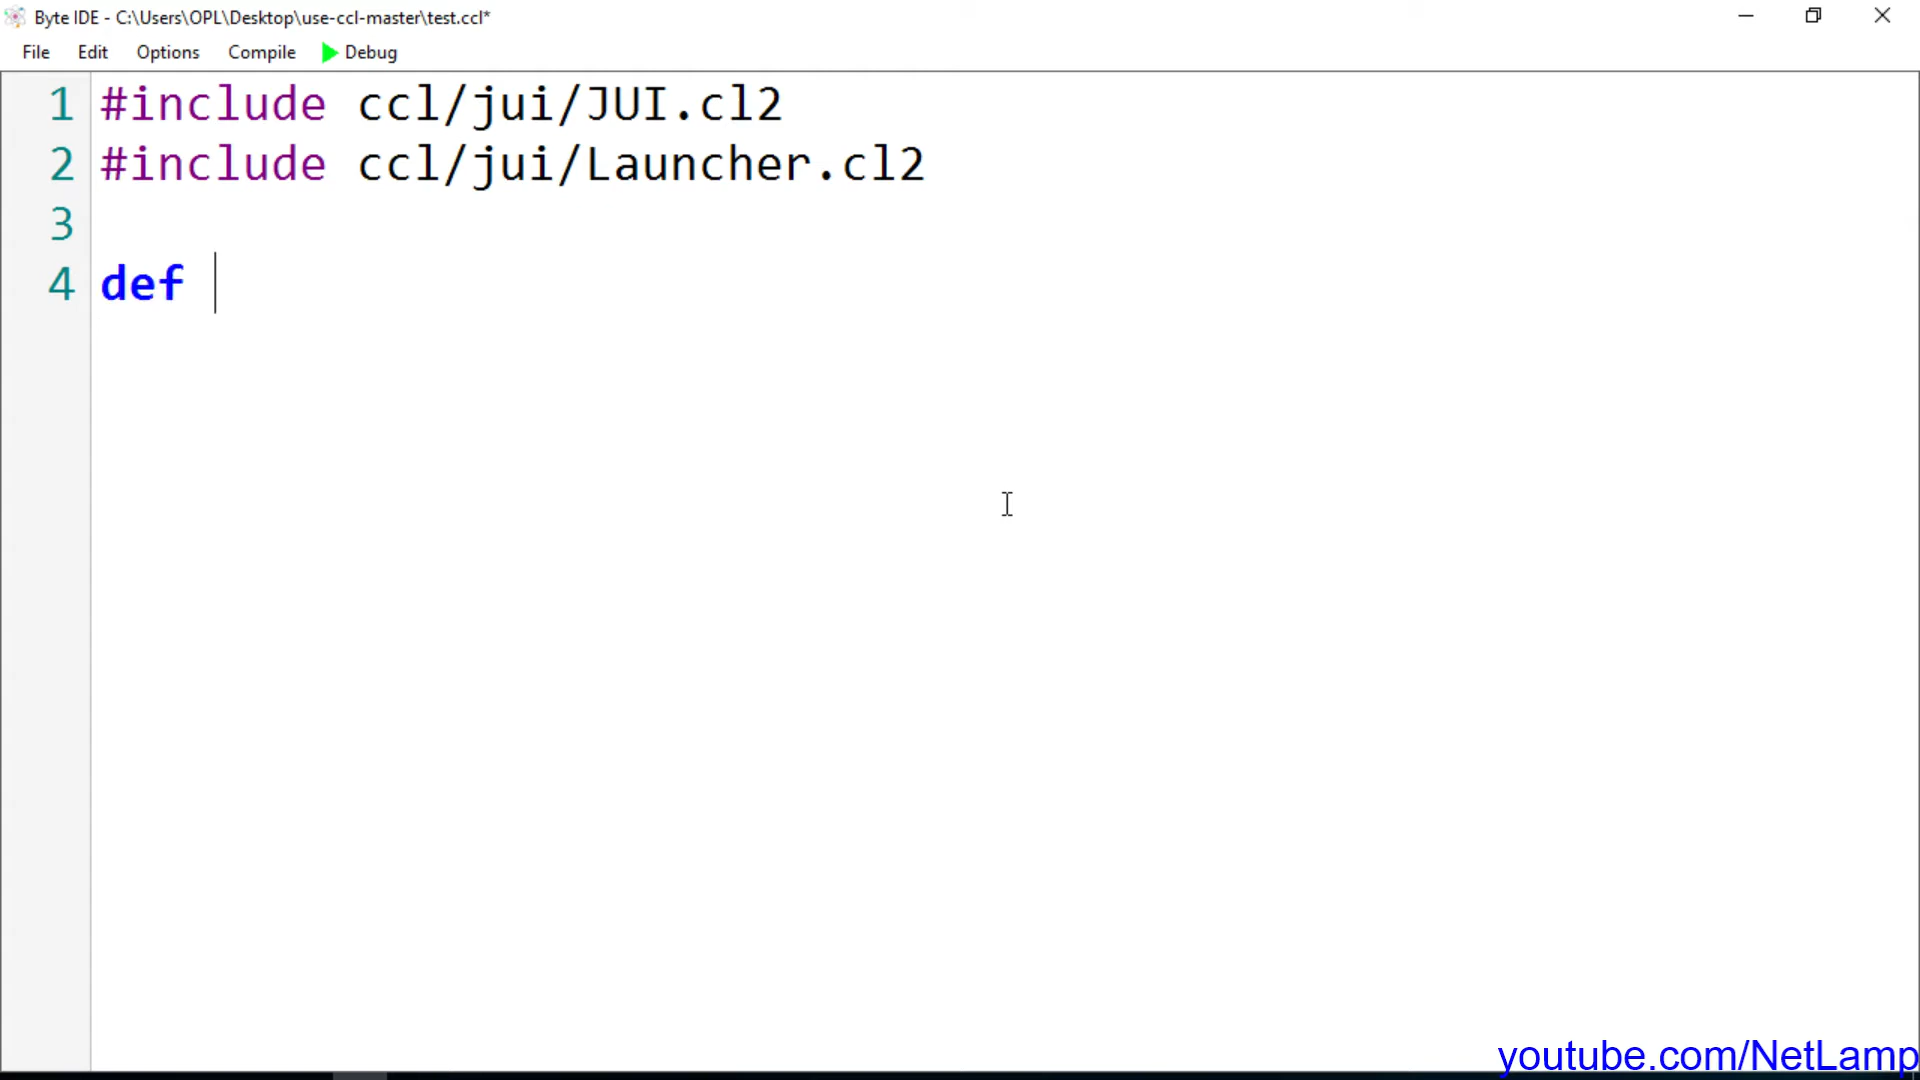 Byte IDE - C:\Users\OPL\Desktop\use-ccl-master\test.ccl*
File Edit Options Compile Debug
1 #include ccl/jui/JUI.cl2
2 #include ccl/jui/Launcher.cl2
3
4 def
youtube.com/NetLamp